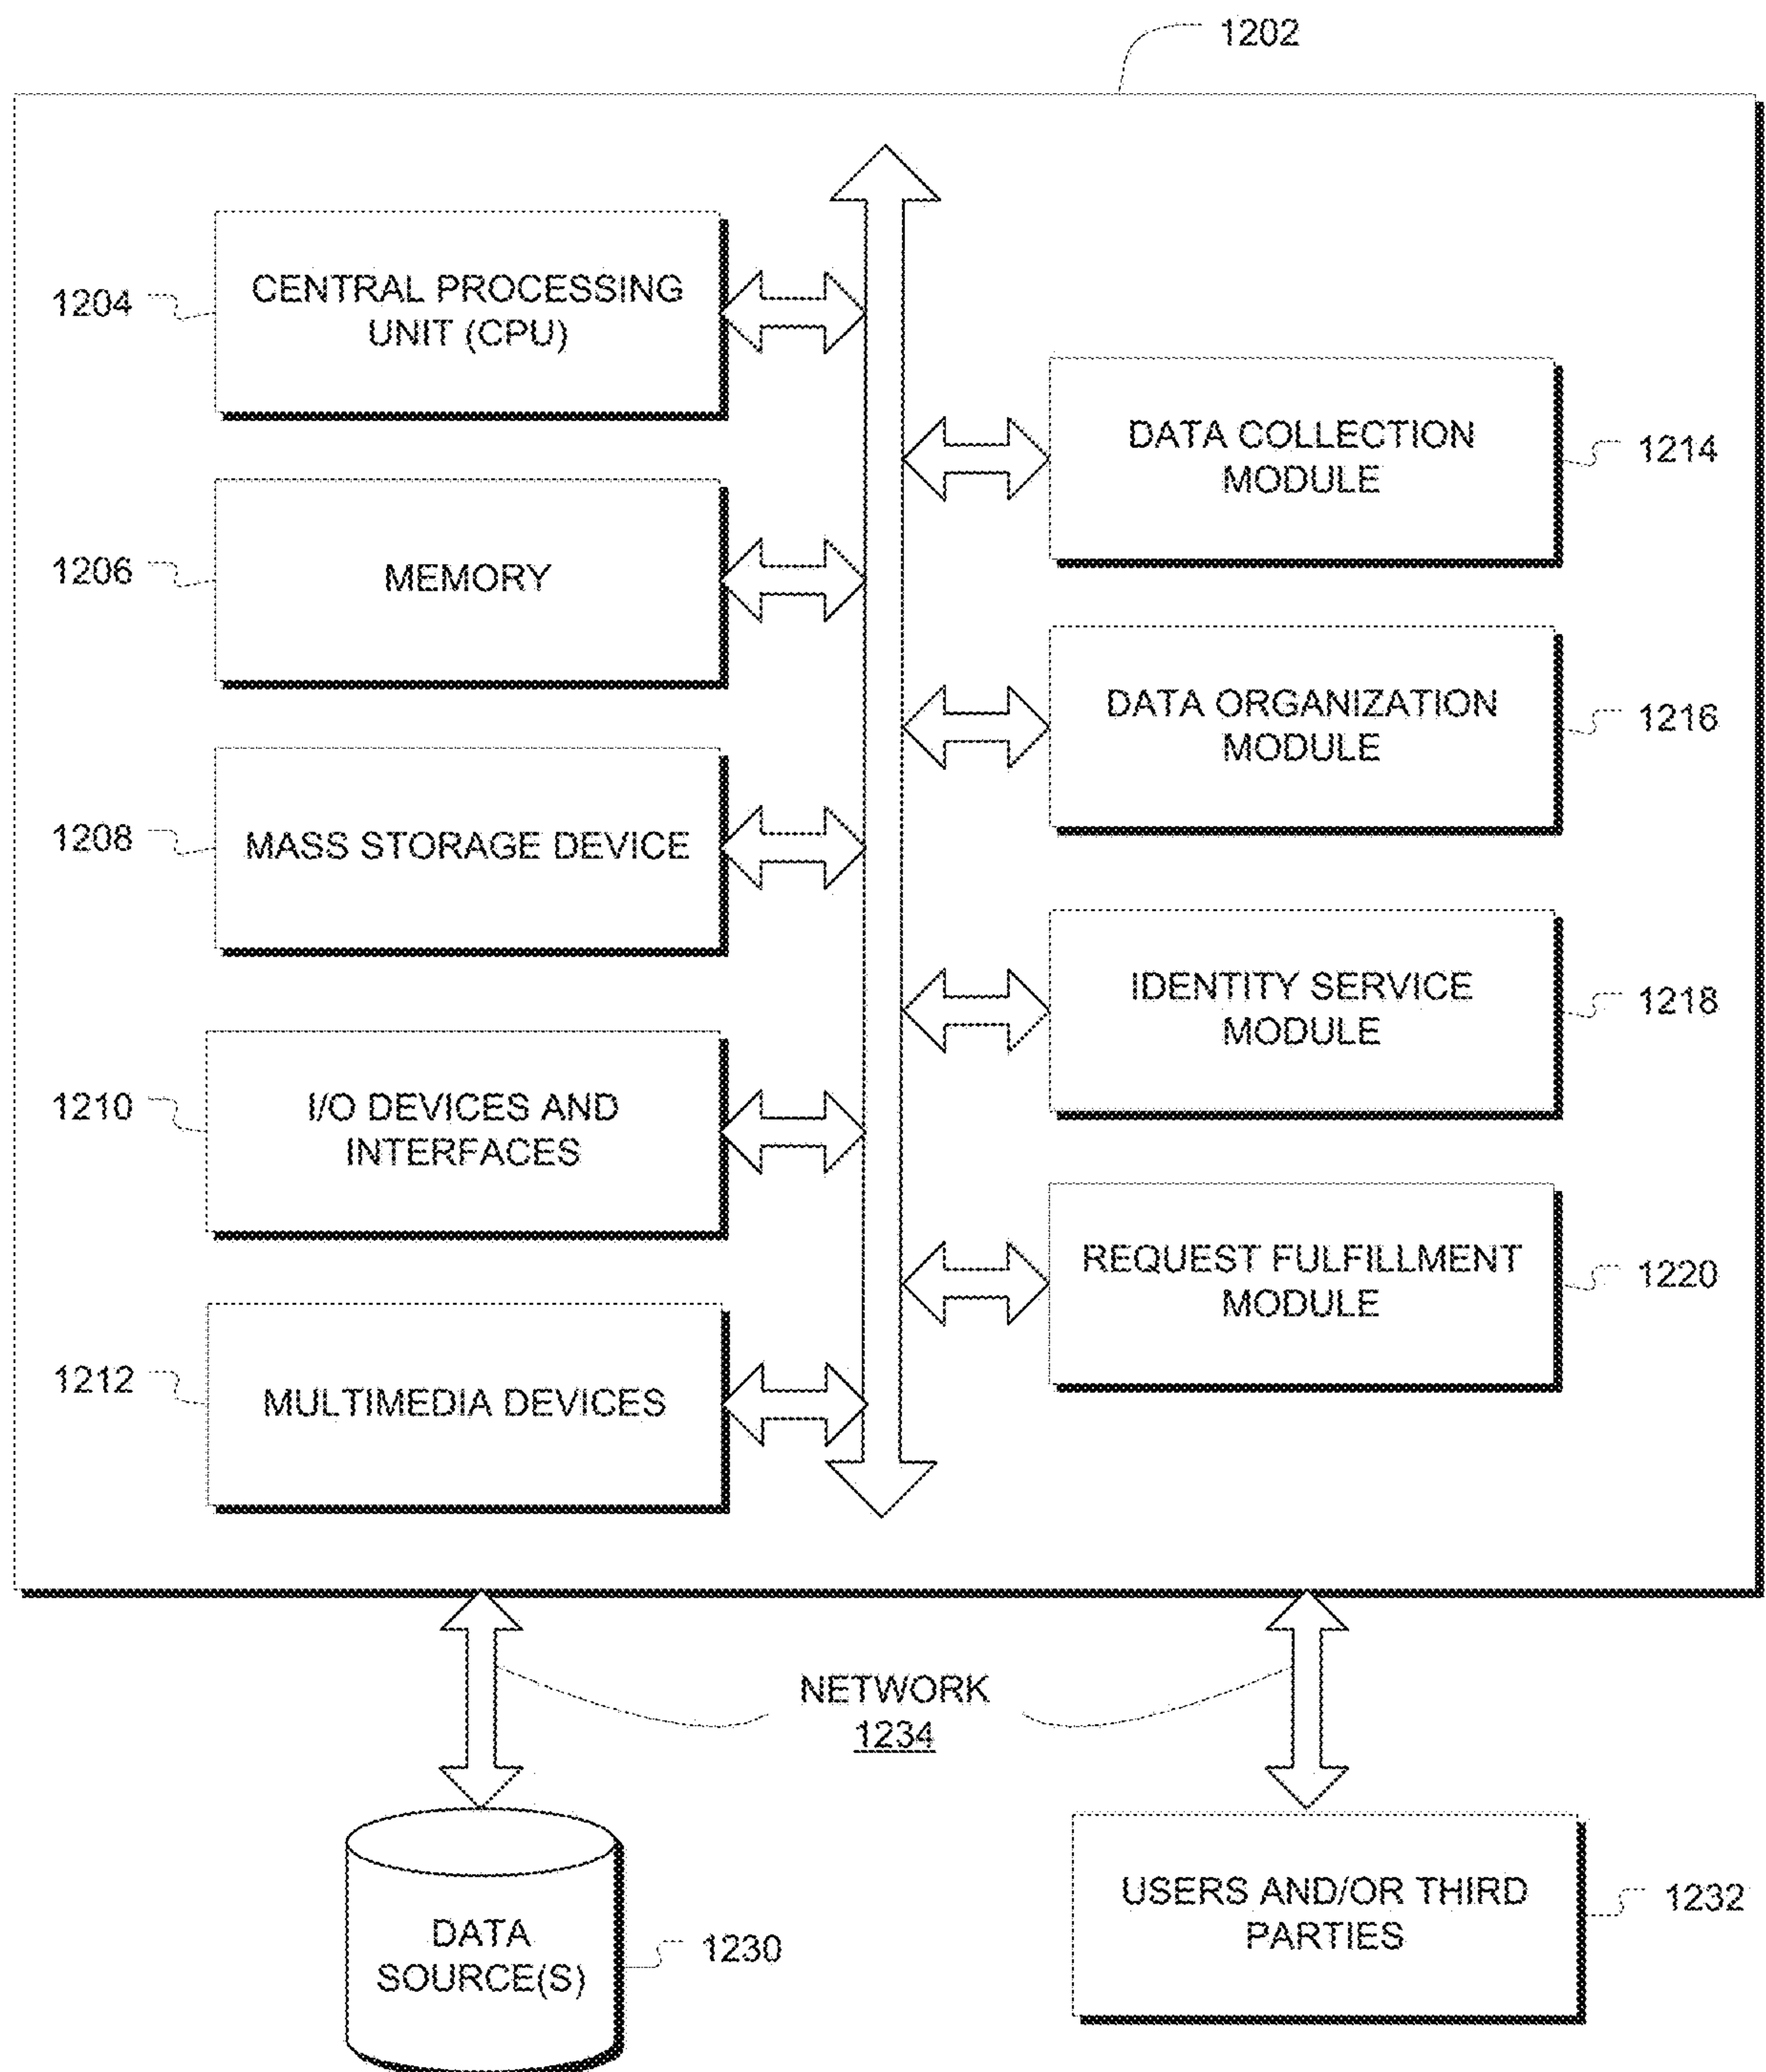 1202
1204
CENTRAL PROCESSING
UNIT (CPU)
1206
MEMORY
1208
MASS STORAGE DEVICE
1210
I/O DEVICES AND
INTERFACES
1212
MULTIMEDIA DEVICES
DATA COLLECTION
MODULE
1214
DATA ORGANIZATION
MODULE
1216
IDENTITY SERVICE
MODULE
1218
REQUEST FULFILLMENT
MODULE
1220
NETWORK
1234
DATA
SOURCE(S)
1230
USERS AND/OR THIRD
PARTIES
1232